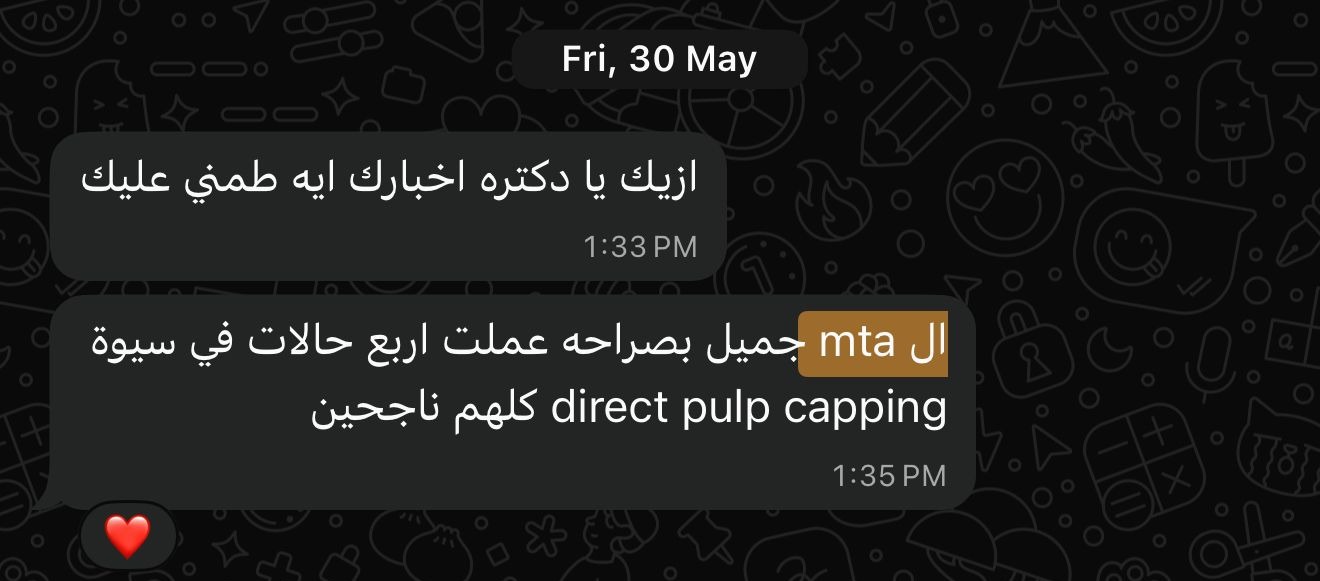 Fri, 30 May
ازيك يا دكتره اخبارك ايه طمني عليك
1:33 PM
ال mta جميل بصراحه عملت اربع حالات في سيوة
direct pulp capping كلهم ناجحين
1:35 PM